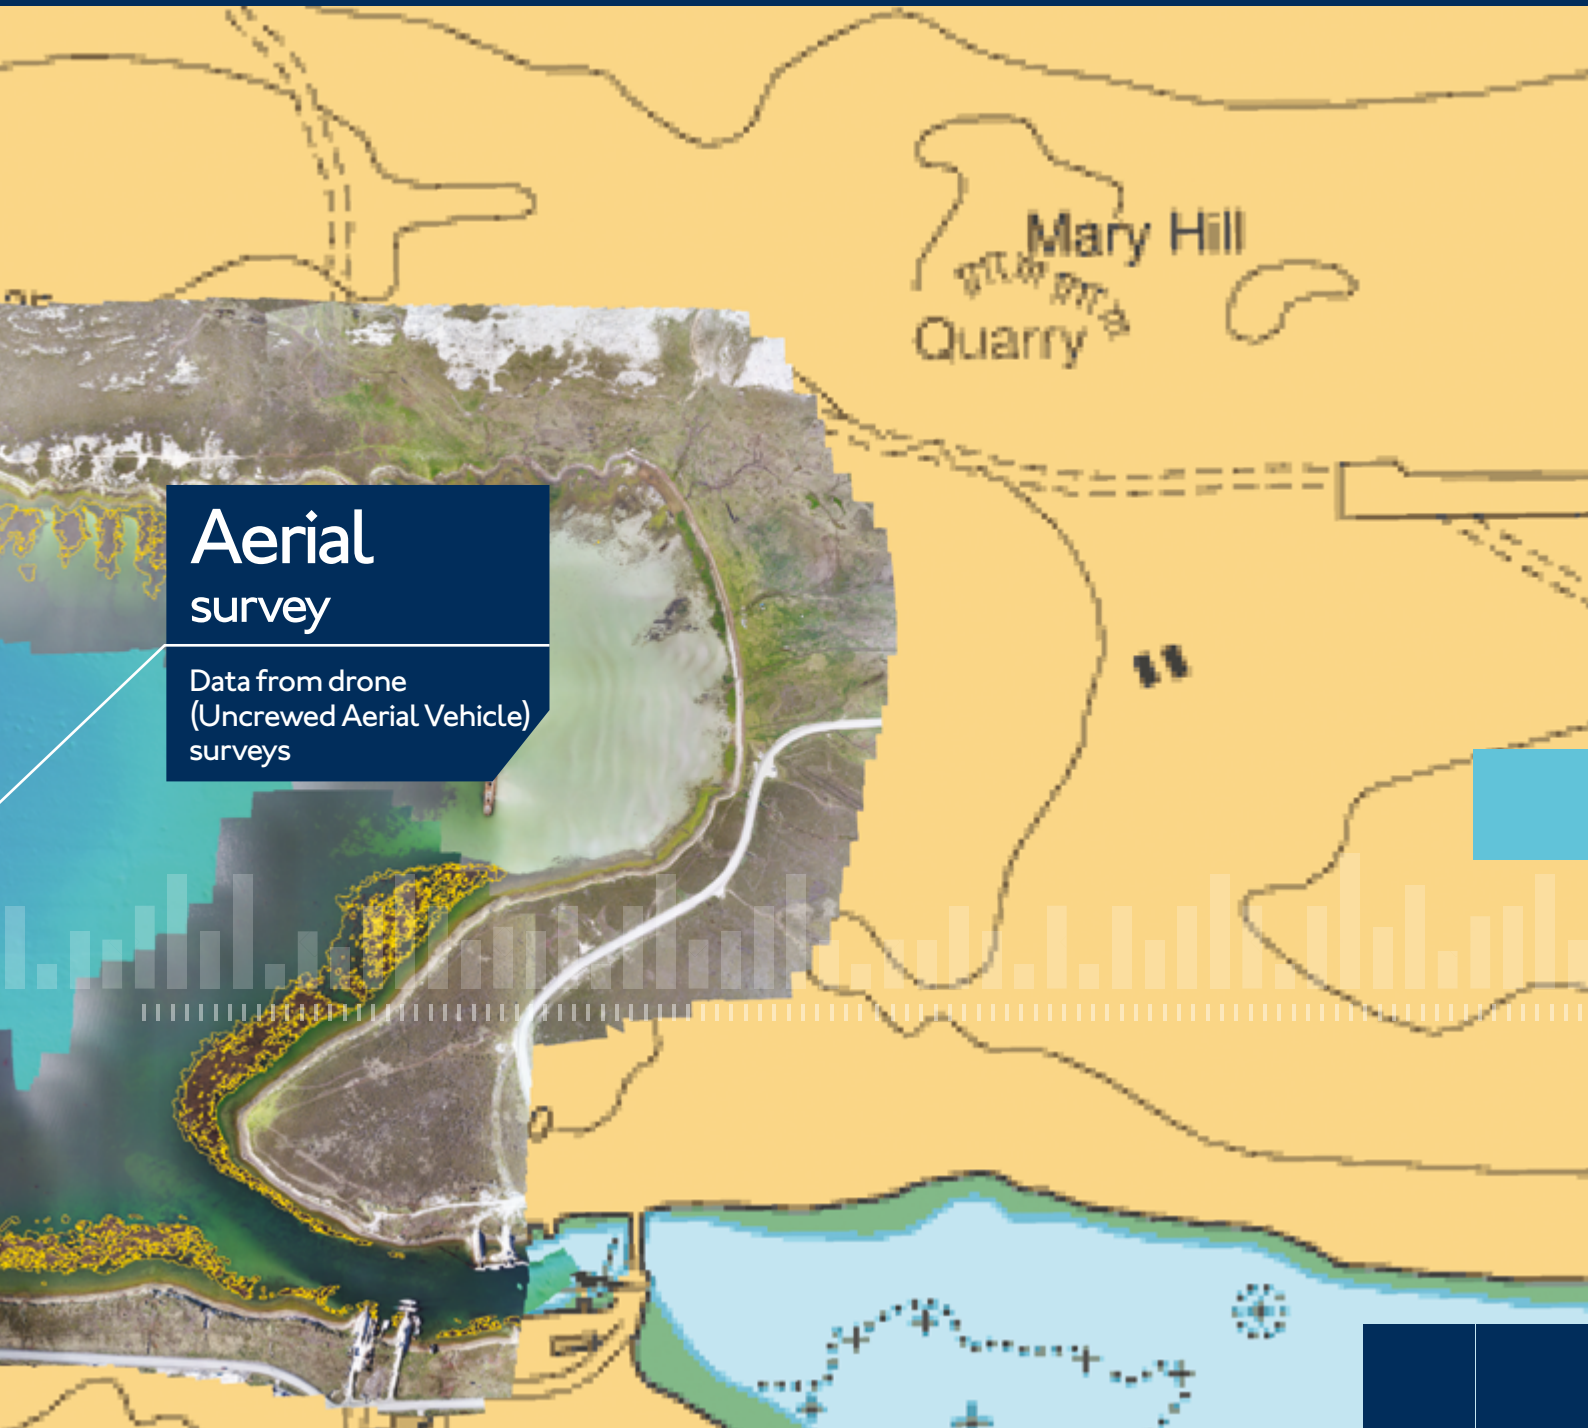 Mary Hill
Quarry
Aerial
survey
Data from drone
(Uncrewed Aerial Vehicle)
surveys